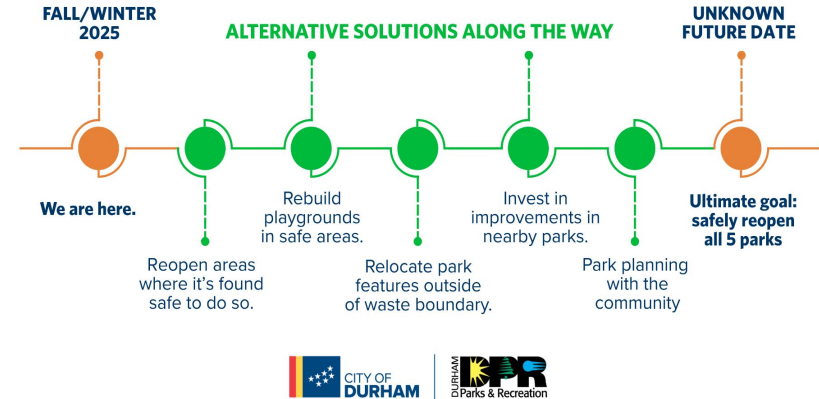 FALL/WINTER
2025
ALTERNATIVE SOLUTIONS ALONG THE WAY
UNKNOWN
FUTURE DATE
We are here.
Reopen areas
where it's found
safe to do so.
Rebuild
playgrounds
in safe areas.
Relocate park
features outside
of waste boundary.
Invest in
improvements in
nearby parks.
Park planning
with the
community
Ultimate goal:
safely reopen
all 5 parks
CITY OF
DURHAM
DURHAM
DPR
Parks & Recreation